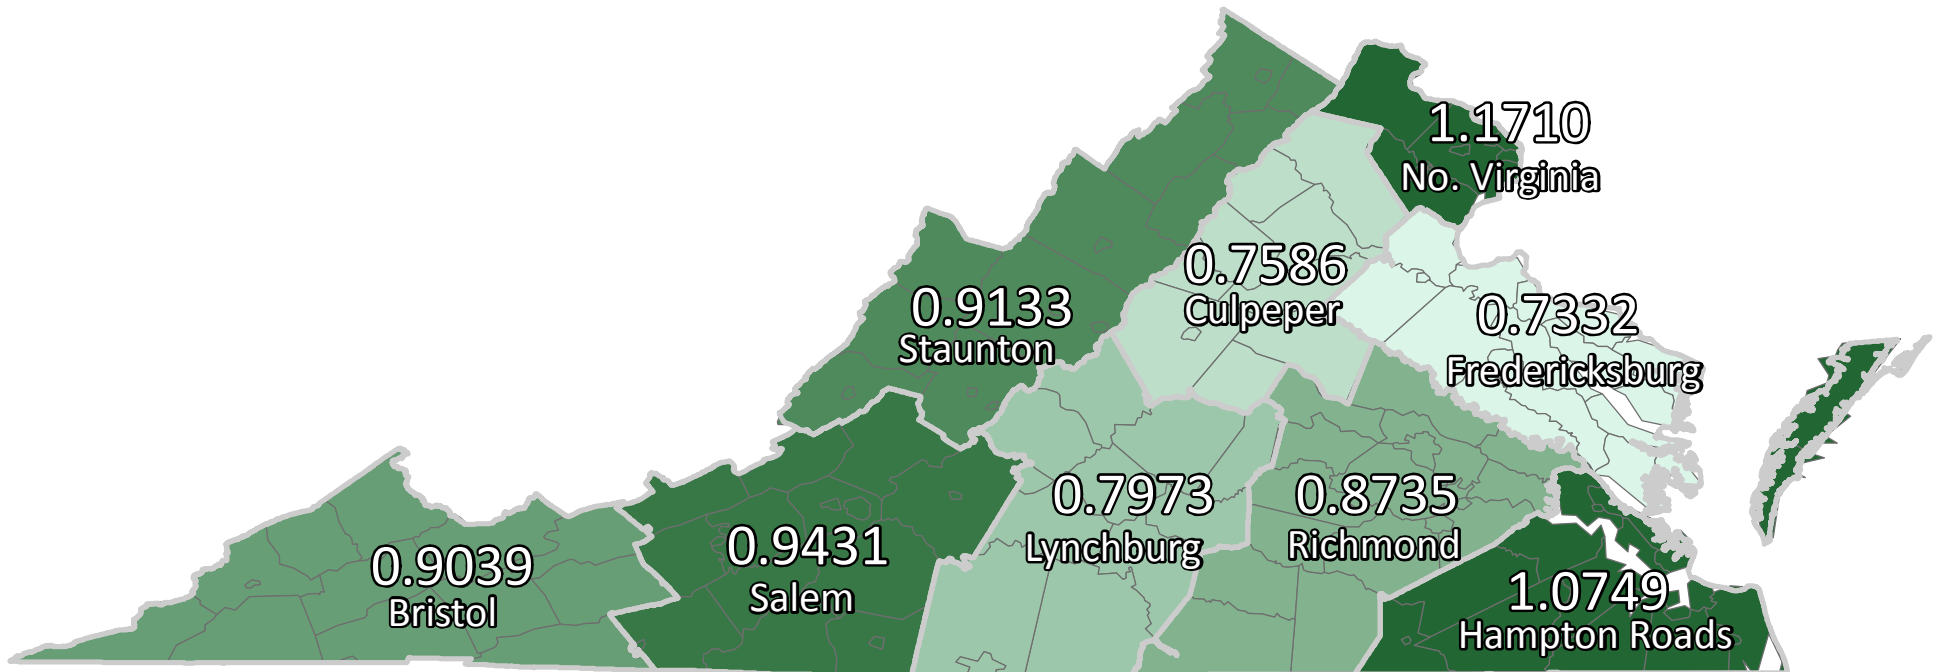 1.1710
No. Virginia
0.7586
Culpeper
0.9133
Staunton
0.7332
Fredericksburg
0.7973
Lynchburg
0.8735
Richmond
0.9431
Salem
0.9039
Bristol
1.0749
Hampton Roads